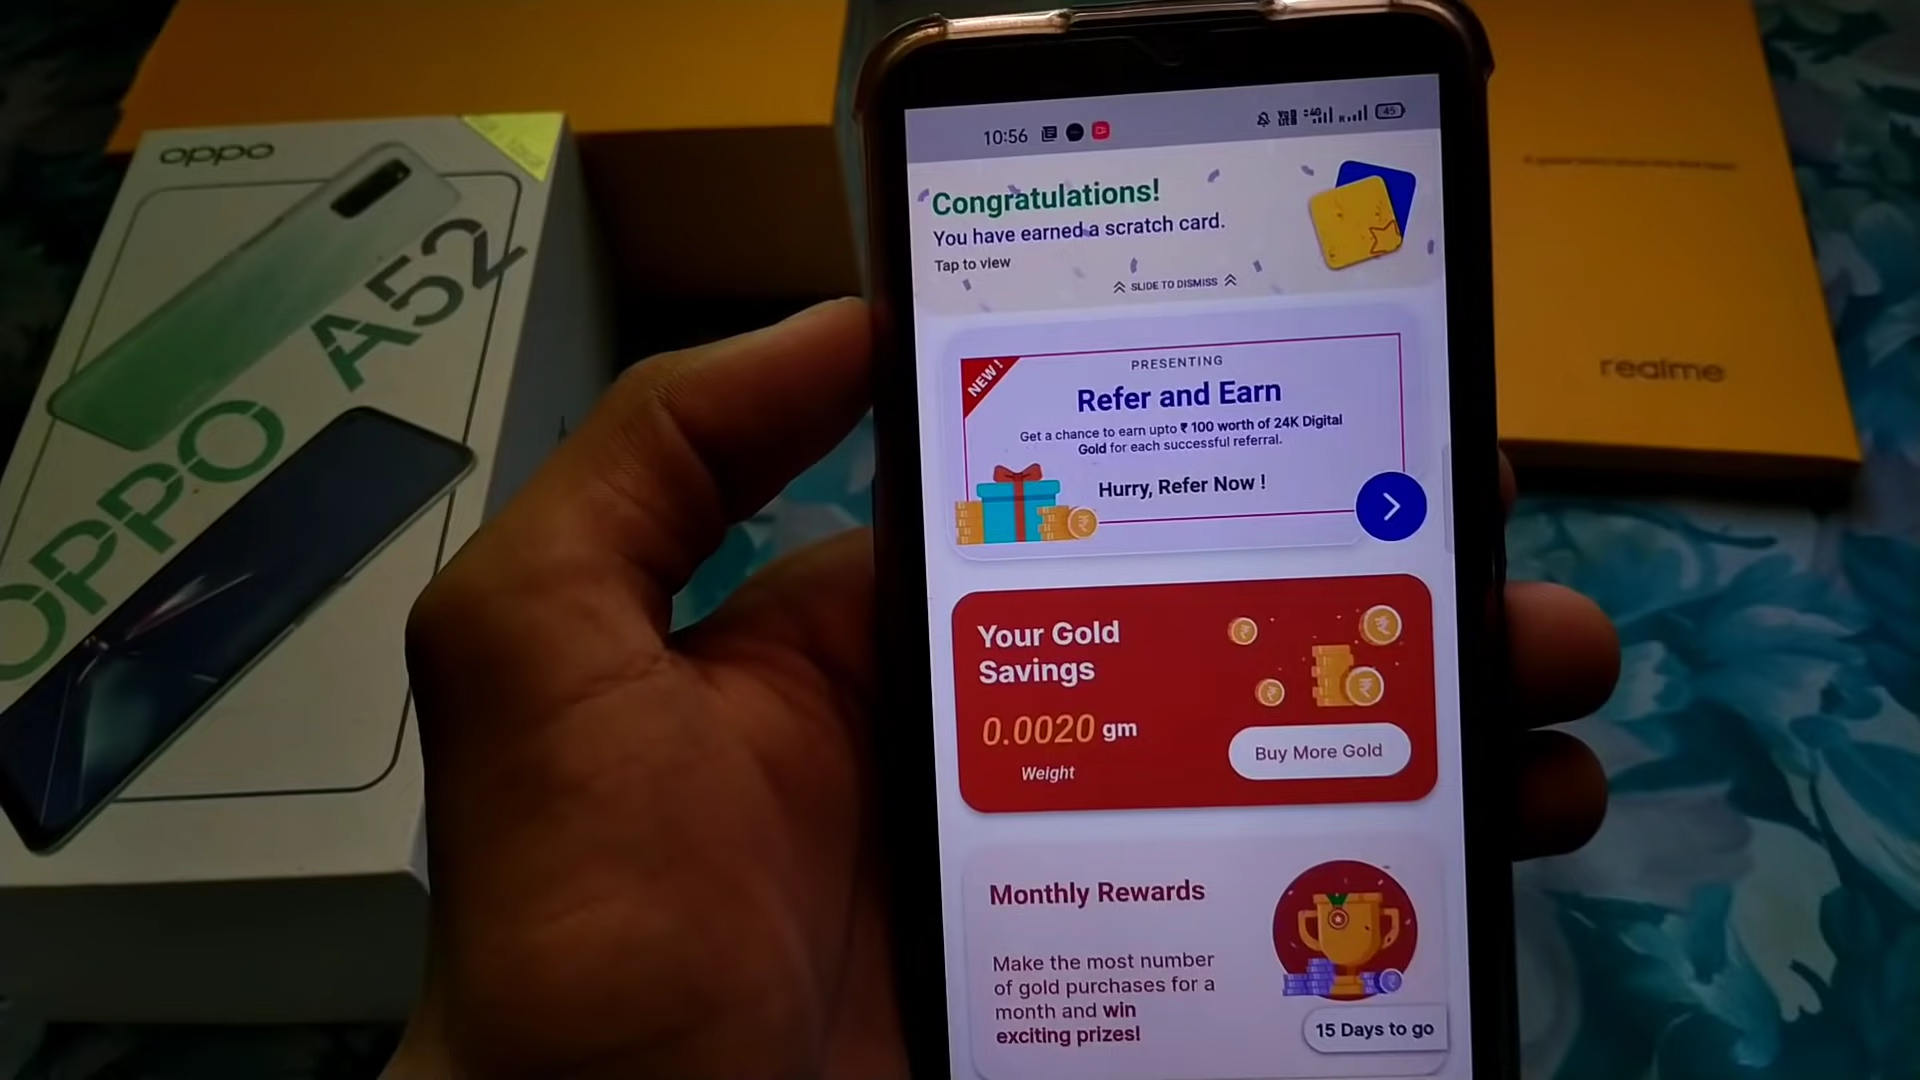 oppo
OPPO A52
10:56
45
Congratulations!
You have earned a scratch card.
Tap to view
SLIDE TO DISMISS
NEW!
PRESENTING
Refer and Earn
Get a chance to earn upto ₹ 100 worth of 24K Digital
Gold for each successful referral.
Hurry, Refer Now !
Your Gold
Savings
0.0020 gm
Weight
Buy More Gold
Monthly Rewards
Make the most number
of gold purchases for a
month and win
exciting prizes!
15 Days to go
realme